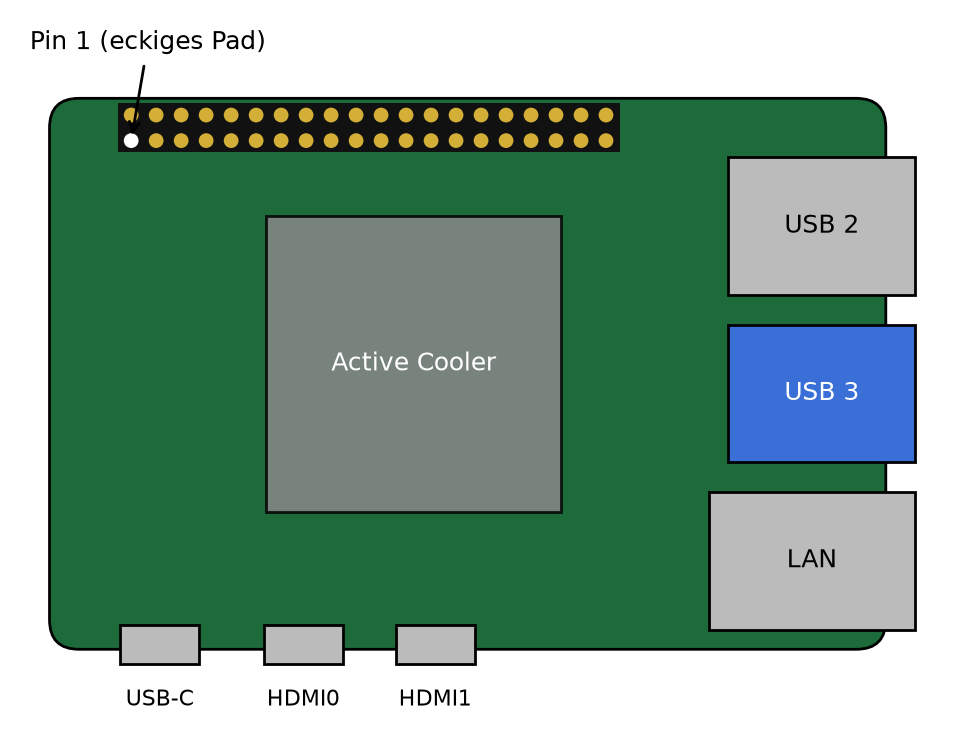 Pin 1 (eckiges Pad)
USB 2
Active Cooler
USB 3
LAN
USB-C
HDMI0
HDMI1